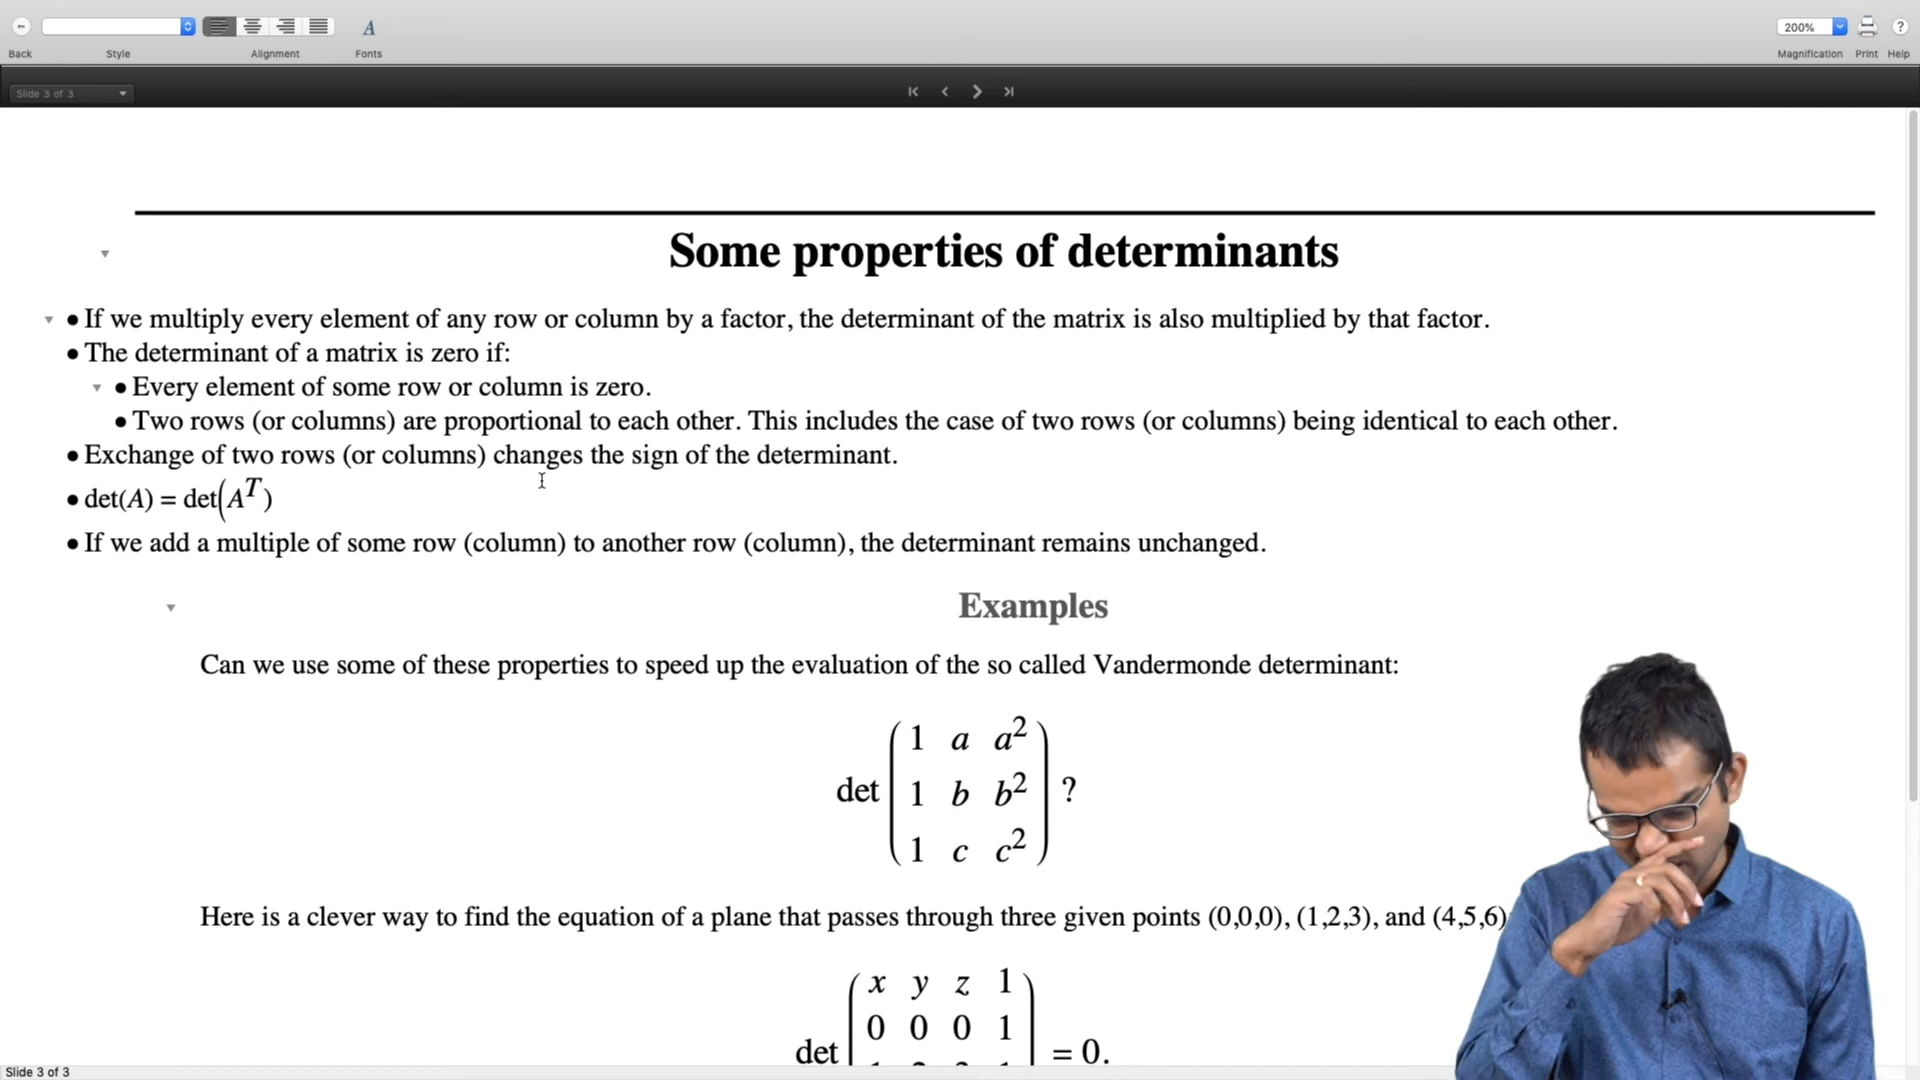 200%
Back Style Alignment Fonts Magnification Print Help
Slide 3 of 3
Some properties of determinants
• If we multiply every element of any row or column by a factor, the determinant of the matrix is also multiplied by that factor.
• The determinant of a matrix is zero if:
• Every element of some row or column is zero.
• Two rows (or columns) are proportional to each other. This includes the case of two rows (or columns) being identical to each other.
• Exchange of two rows (or columns) changes the sign of the determinant.
• det(A) = det(A^T)
• If we add a multiple of some row (column) to another row (column), the determinant remains unchanged.
Examples
Can we use some of these properties to speed up the evaluation of the so called Vandermonde determinant:
1 a a²
det 1 b b² ?
1 c c²
Here is a clever way to find the equation of a plane that passes through three given points (0,0,0), (1,2,3), and (4,5,6)
x y z 1
0 0 0 1
det = 0.
Slide 3 of 3